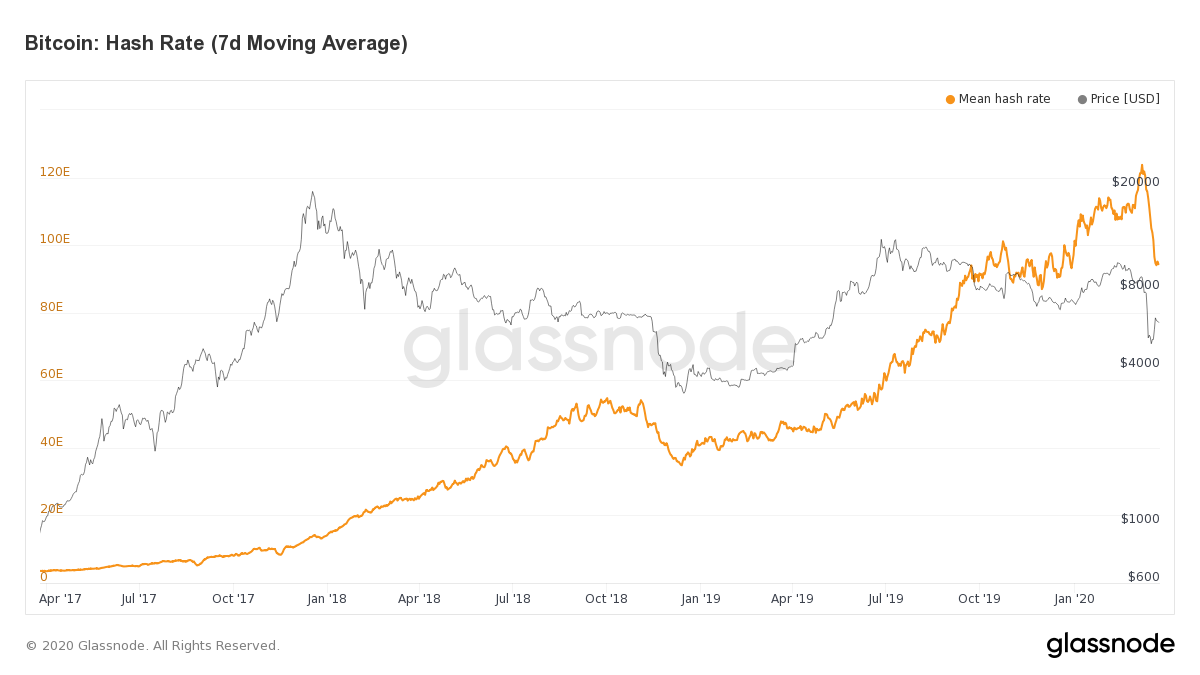 Bitcoin: Hash Rate (7d Moving Average)
Mean hash rate Price [USD]
120E
$20000
100E
$8000
80E
glassnode
$4000
60E
40E
20E
$1000
0
$600
Apr '17 Jul '17 Oct '17 Jan '18 Apr '18 Jul '18 Oct '18 Jan '19 Apr '19 Jul '19 Oct '19 Jan '20
© 2020 Glassnode. All Rights Reserved.
glassnode